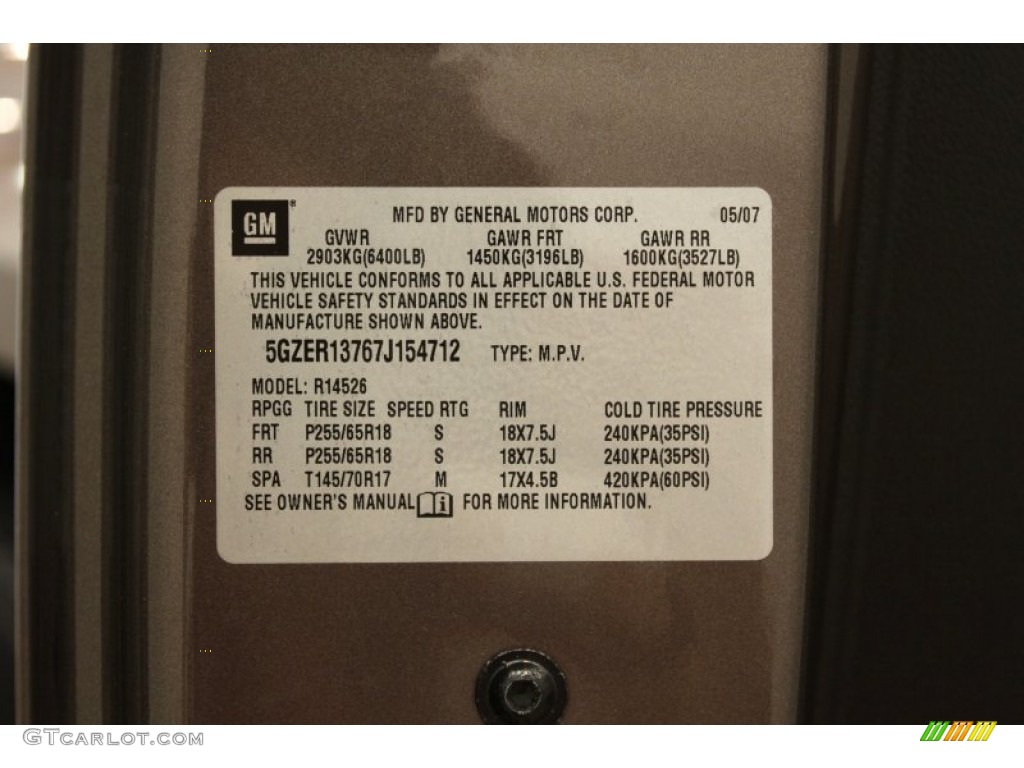 GM® MFD BY GENERAL MOTORS CORP. 05/07
GVWR GAWR FRT GAWR RR
2903KG(6400LB) 1450KG(3196LB) 1600KG(3527LB)
THIS VEHICLE CONFORMS TO ALL APPLICABLE U.S. FEDERAL MOTOR
VEHICLE SAFETY STANDARDS IN EFFECT ON THE DATE OF
MANUFACTURE SHOWN ABOVE.
5GZER13767J154712 TYPE: M.P.V.
MODEL: R14526
RPGG TIRE SIZE SPEED RTG RIM COLD TIRE PRESSURE
FRT P255/65R18 S 18X7.5J 240KPA(35PSI)
RR P255/65R18 S 18X7.5J 240KPA(35PSI)
SPA T145/70R17 M 17X4.5B 420KPA(60PSI)
SEE OWNER'S MANUAL i FOR MORE INFORMATION.
GTCARLOT.COM